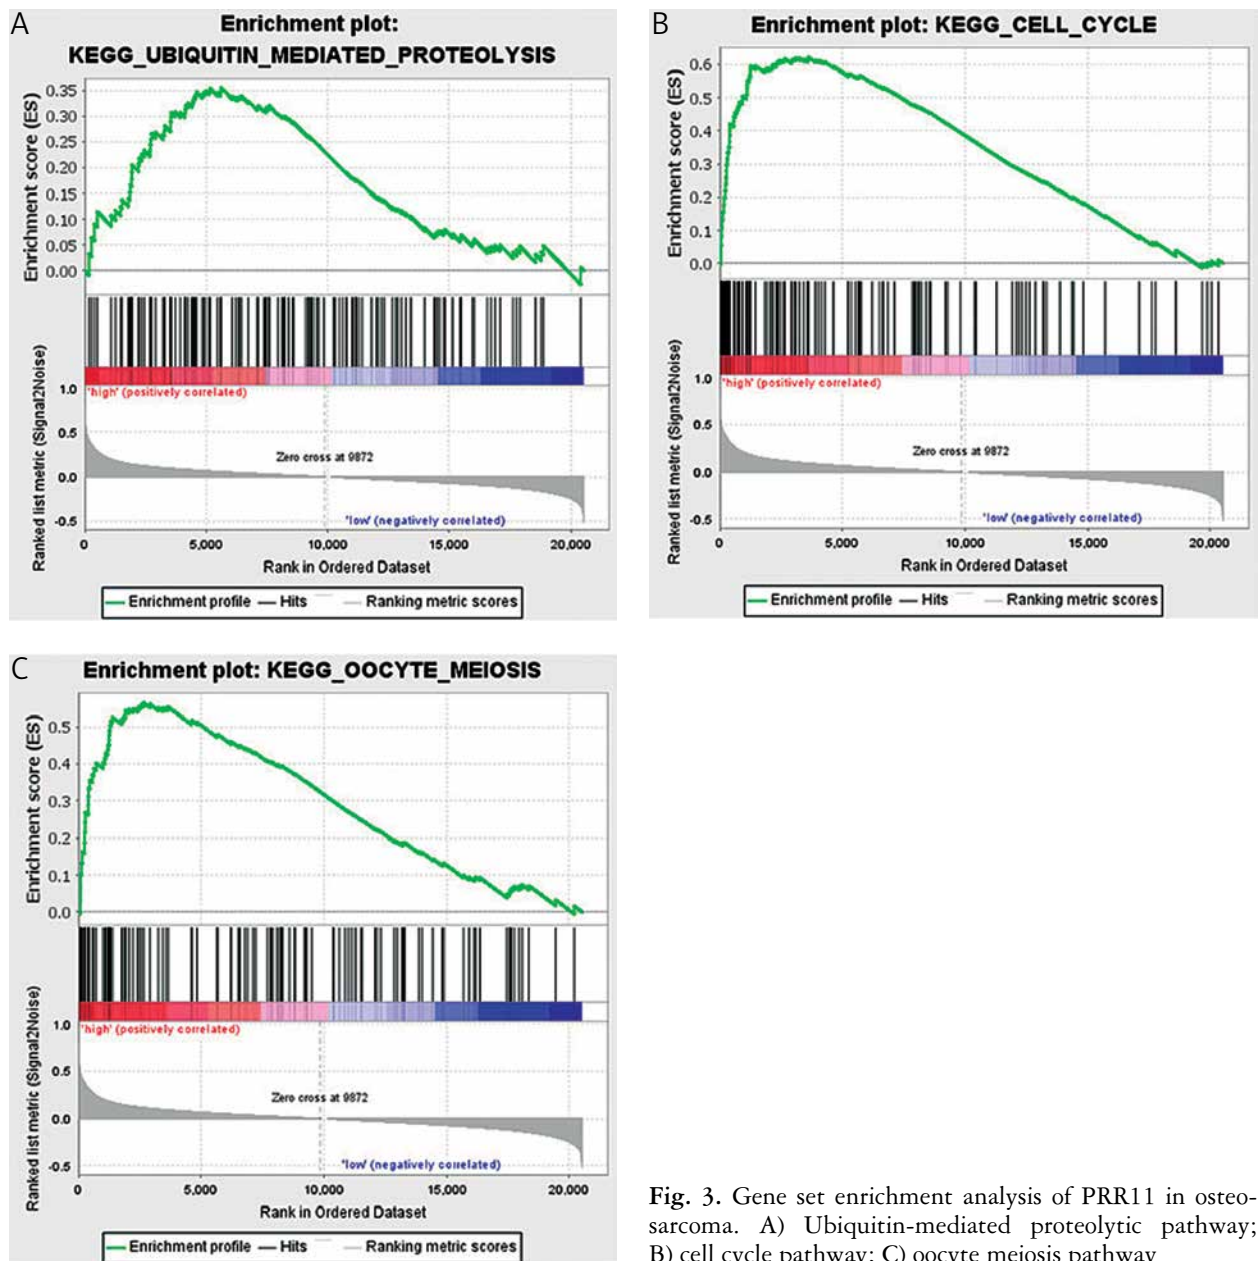 A
Enrichment plot:
KEGG_UBIQUITIN_MEDIATED_PROTEOLYSIS
Enrichment score (ES)
0.35
0.30
0.25
0.20
0.15
0.10
0.05
0.00
Ranked list metric (Signal2Noise)
1.0
0.5
0.0
-0.5
'high' (positively correlated)
Zero cross at 9872
'low' (negatively correlated)
0 5,000 10,000 15,000 20,000
Rank in Ordered Dataset
Enrichment profile Hits Ranking metric scores
B
Enrichment plot: KEGG_CELL_CYCLE
Enrichment score (ES)
0.6
0.5
0.4
0.3
0.2
0.1
0.0
Ranked list metric (Signal2Noise)
1.0
0.5
0.0
-0.5
'high' (positively correlated)
Zero cross at 9872
'low' (negatively correlated)
0 5,000 10,000 15,000 20,000
Rank in Ordered Dataset
Enrichment profile Hits Ranking metric scores
C
Enrichment plot: KEGG_OOCYTE_MEIOSIS
Enrichment score (ES)
0.5
0.4
0.3
0.2
0.1
0.0
Ranked list metric (Signal2Noise)
1.0
0.5
0.0
-0.5
'high' (positively correlated)
Zero cross at 9872
'low' (negatively correlated)
0 5,000 10,000 15,000 20,000
Rank in Ordered Dataset
Enrichment profile Hits Ranking metric scores
Fig. 3. Gene set enrichment analysis of PRR11 in osteo-
sarcoma. A) Ubiquitin-mediated proteolytic pathway;
B) cell cycle pathway; C) oocyte meiosis pathway